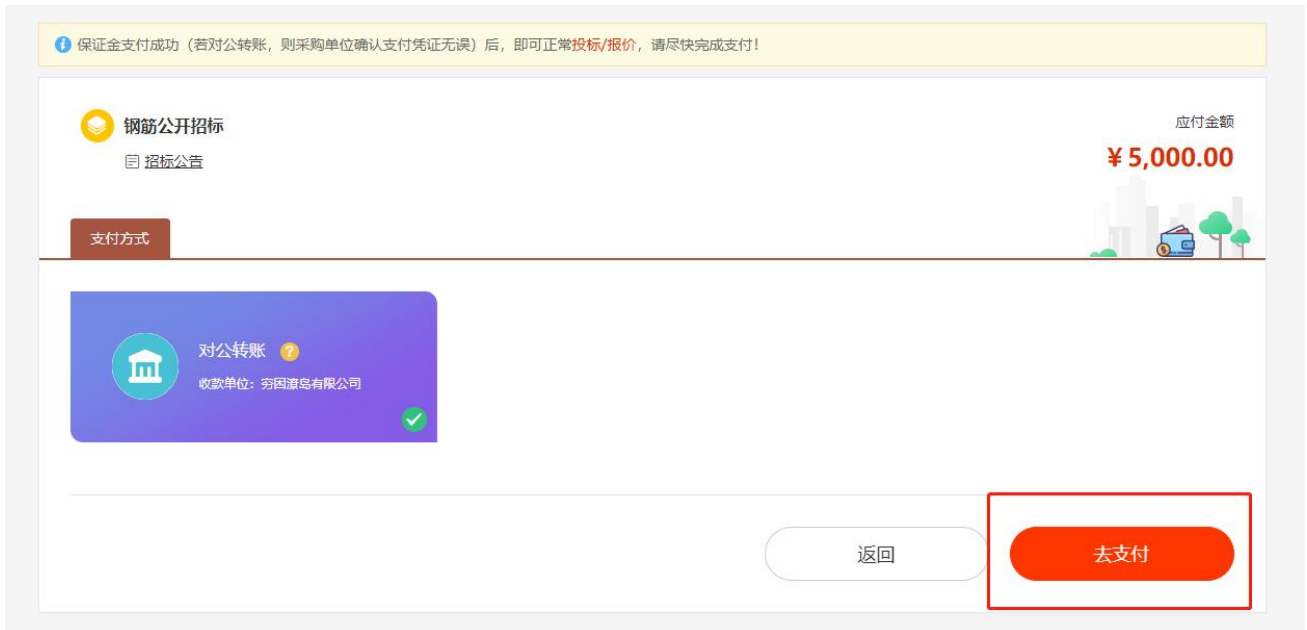 保证金支付成功（若对公转账，则采购单位确认支付凭证无误）后，即可正常投标/报价，请尽快完成支付！
钢筋公开招标
招标公告
应付金额
¥ 5,000.00
支付方式
对公转账 ?
收款单位：穷困潦岛有限公司
返回
去支付